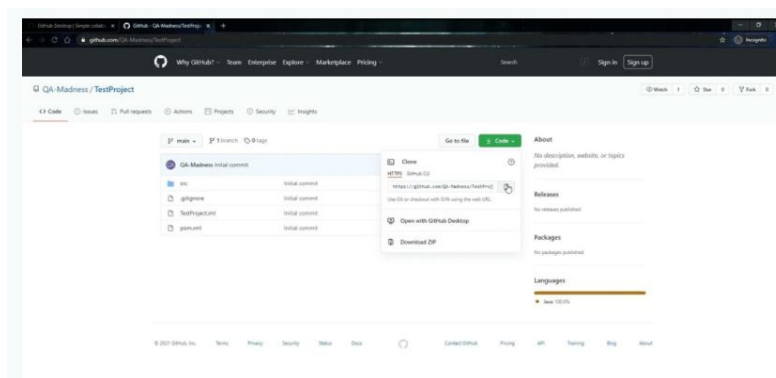 GitHub Desktop | Simple collab
GitHub - QA-Madness/TestProje
github.com/QA-Madness/TestProject
Incognito
Why GitHub? Team Enterprise Explore Marketplace Pricing
Search
Sign in Sign up
QA-Madness / TestProject
Watch 1 Star 0 Fork 0
Code Issues Pull requests Actions Projects Security Insights
main 1 branch 0 tags
Go to file Code
About
QA-Madness Initial commit
Clone
No description, website, or topics
provided.
HTTPS GitHub CLI
src Initial commit
https://github.com/QA-Madness/TestProj
.gitignore Initial commit
Use Git or checkout with SVN using the web URL.
Releases
No releases published
TestProject.iml Initial commit
Open with GitHub Desktop
pom.xml Initial commit
Packages
Download ZIP
No packages published
Languages
Java 100.0%
© 2021 GitHub, Inc. Terms Privacy Security Status Docs Contact GitHub Pricing API Training Blog About